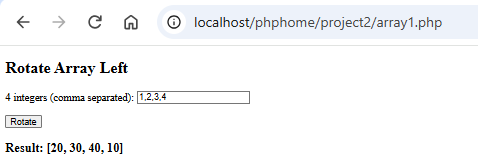 localhost/phphome/project2/array1.php
Rotate Array Left
4 integers (comma separated): 1,2,3,4
Rotate
Result: [20, 30, 40, 10]